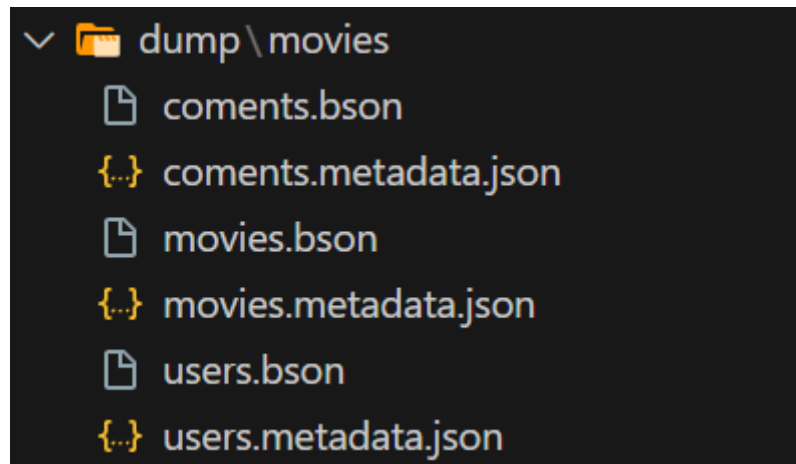 dump\movies
coments.bson
{..} coments.metadata.json
movies.bson
{..} movies.metadata.json
users.bson
{..} users.metadata.json